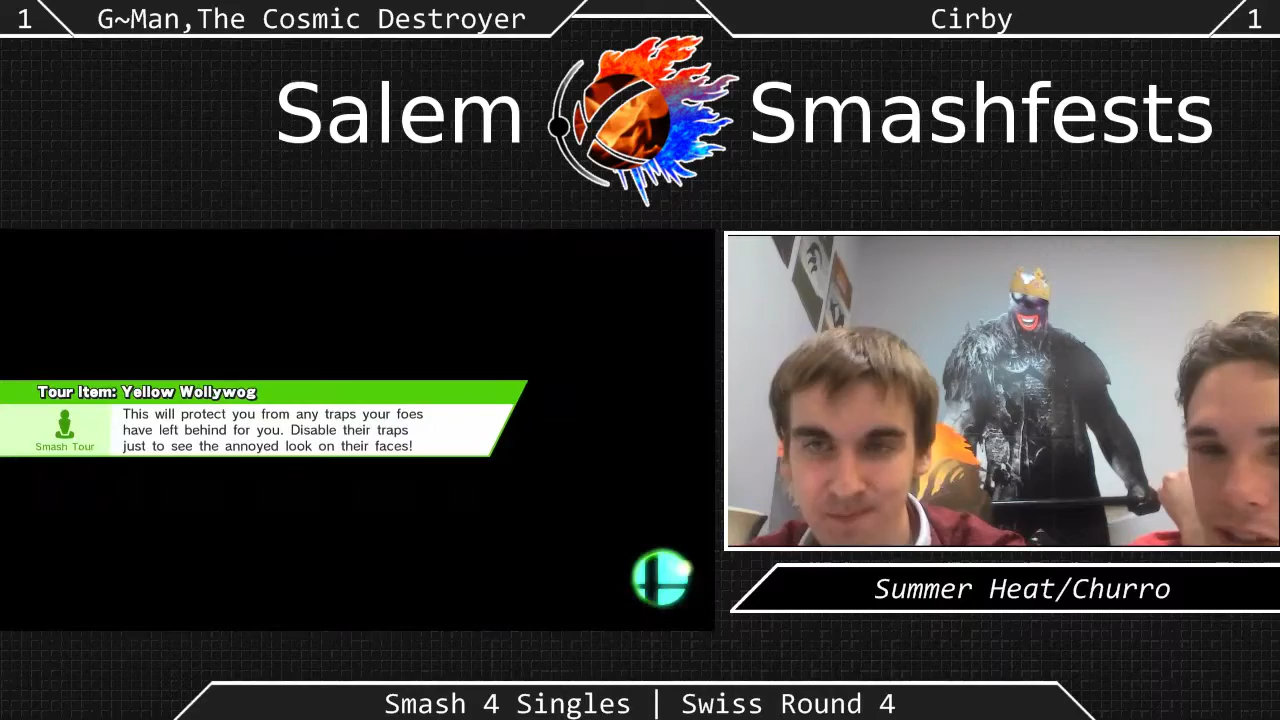 1 G~Man,The Cosmic Destroyer Cirby 1
Salem Smashfests
Tour Item: Yellow Wollywog
This will protect you from any traps your foes
have left behind for you. Disable their traps
just to see the annoyed look on their faces!
Smash Tour
Summer Heat/Churro
Smash 4 Singles | Swiss Round 4